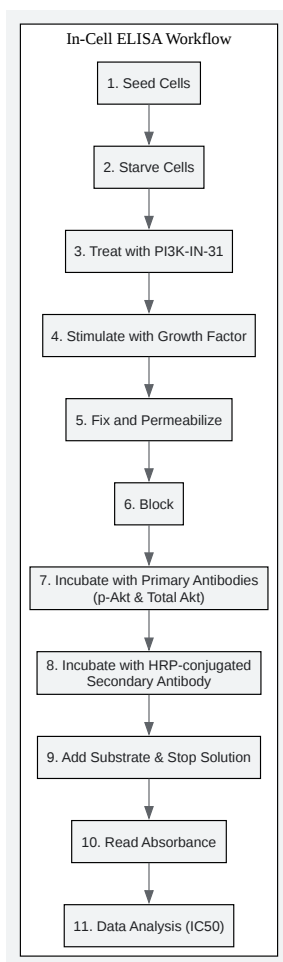 In-Cell ELISA Workflow
1. Seed Cells
2. Starve Cells
3. Treat with PI3K-IN-31
4. Stimulate with Growth Factor
5. Fix and Permeabilize
6. Block
7. Incubate with Primary Antibodies
(p-Akt & Total Akt)
8. Incubate with HRP-conjugated
Secondary Antibody
9. Add Substrate & Stop Solution
10. Read Absorbance
11. Data Analysis (IC50)